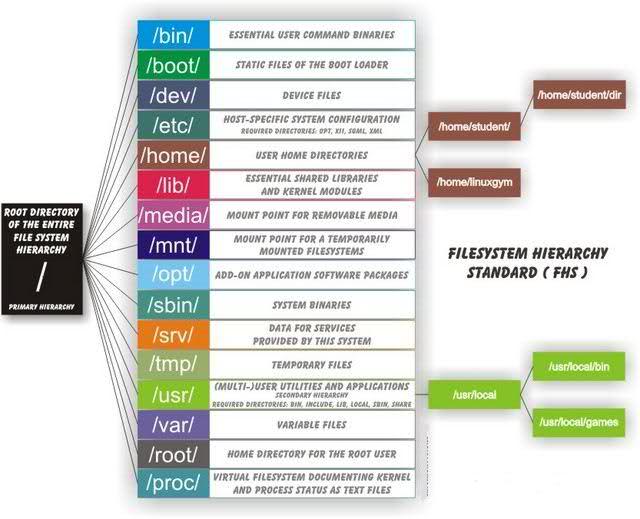 ROOT DIRECTORY
OF THE ENTIRE
FILE SYSTEM
HIERARCHY
/
PRIMARY HIERARCHY
/bin/ ESSENTIAL USER COMMAND BINARIES
/boot/ STATIC FILES OF THE BOOT LOADER
/dev/ DEVICE FILES
/etc/ HOST-SPECIFIC SYSTEM CONFIGURATION
REQUIRED DIRECTORIES: OPT, XII, SGML, XML
/home/ USER HOME DIRECTORIES
/home/student/
/home/student/dir
/home/linuxgym
/lib/ ESSENTIAL SHARED LIBRARIES
AND KERNEL MODULES
/media/ MOUNT POINT FOR REMOVABLE MEDIA
/mnt/ MOUNT POINT FOR A TEMPORARILY
MOUNTED FILESYSTEMS
/opt/ ADD-ON APPLICATION SOFTWARE PACKAGES
/sbin/ SYSTEM BINARIES
/srv/ DATA FOR SERVICES
PROVIDED BY THIS SYSTEM
/tmp/ TEMPORARY FILES
/usr/ (MULTI-)USER UTILITIES AND APPLICATIONS
SECONDARY HIERARCHY
REQUIRED DIRECTORIES: BIN, INCLUDE, LIB, LOCAL, SBIN, SHARE
/usr/local
/usr/local/bin
/usr/local/games
/var/ VARIABLE FILES
/root/ HOME DIRECTORY FOR THE ROOT USER
/proc/ VIRTUAL FILESYSTEM DOCUMENTING KERNEL
AND PROCESS STATUS AS TEXT FILES
FILESYSTEM HIERARCHY
STANDARD ( FHS )